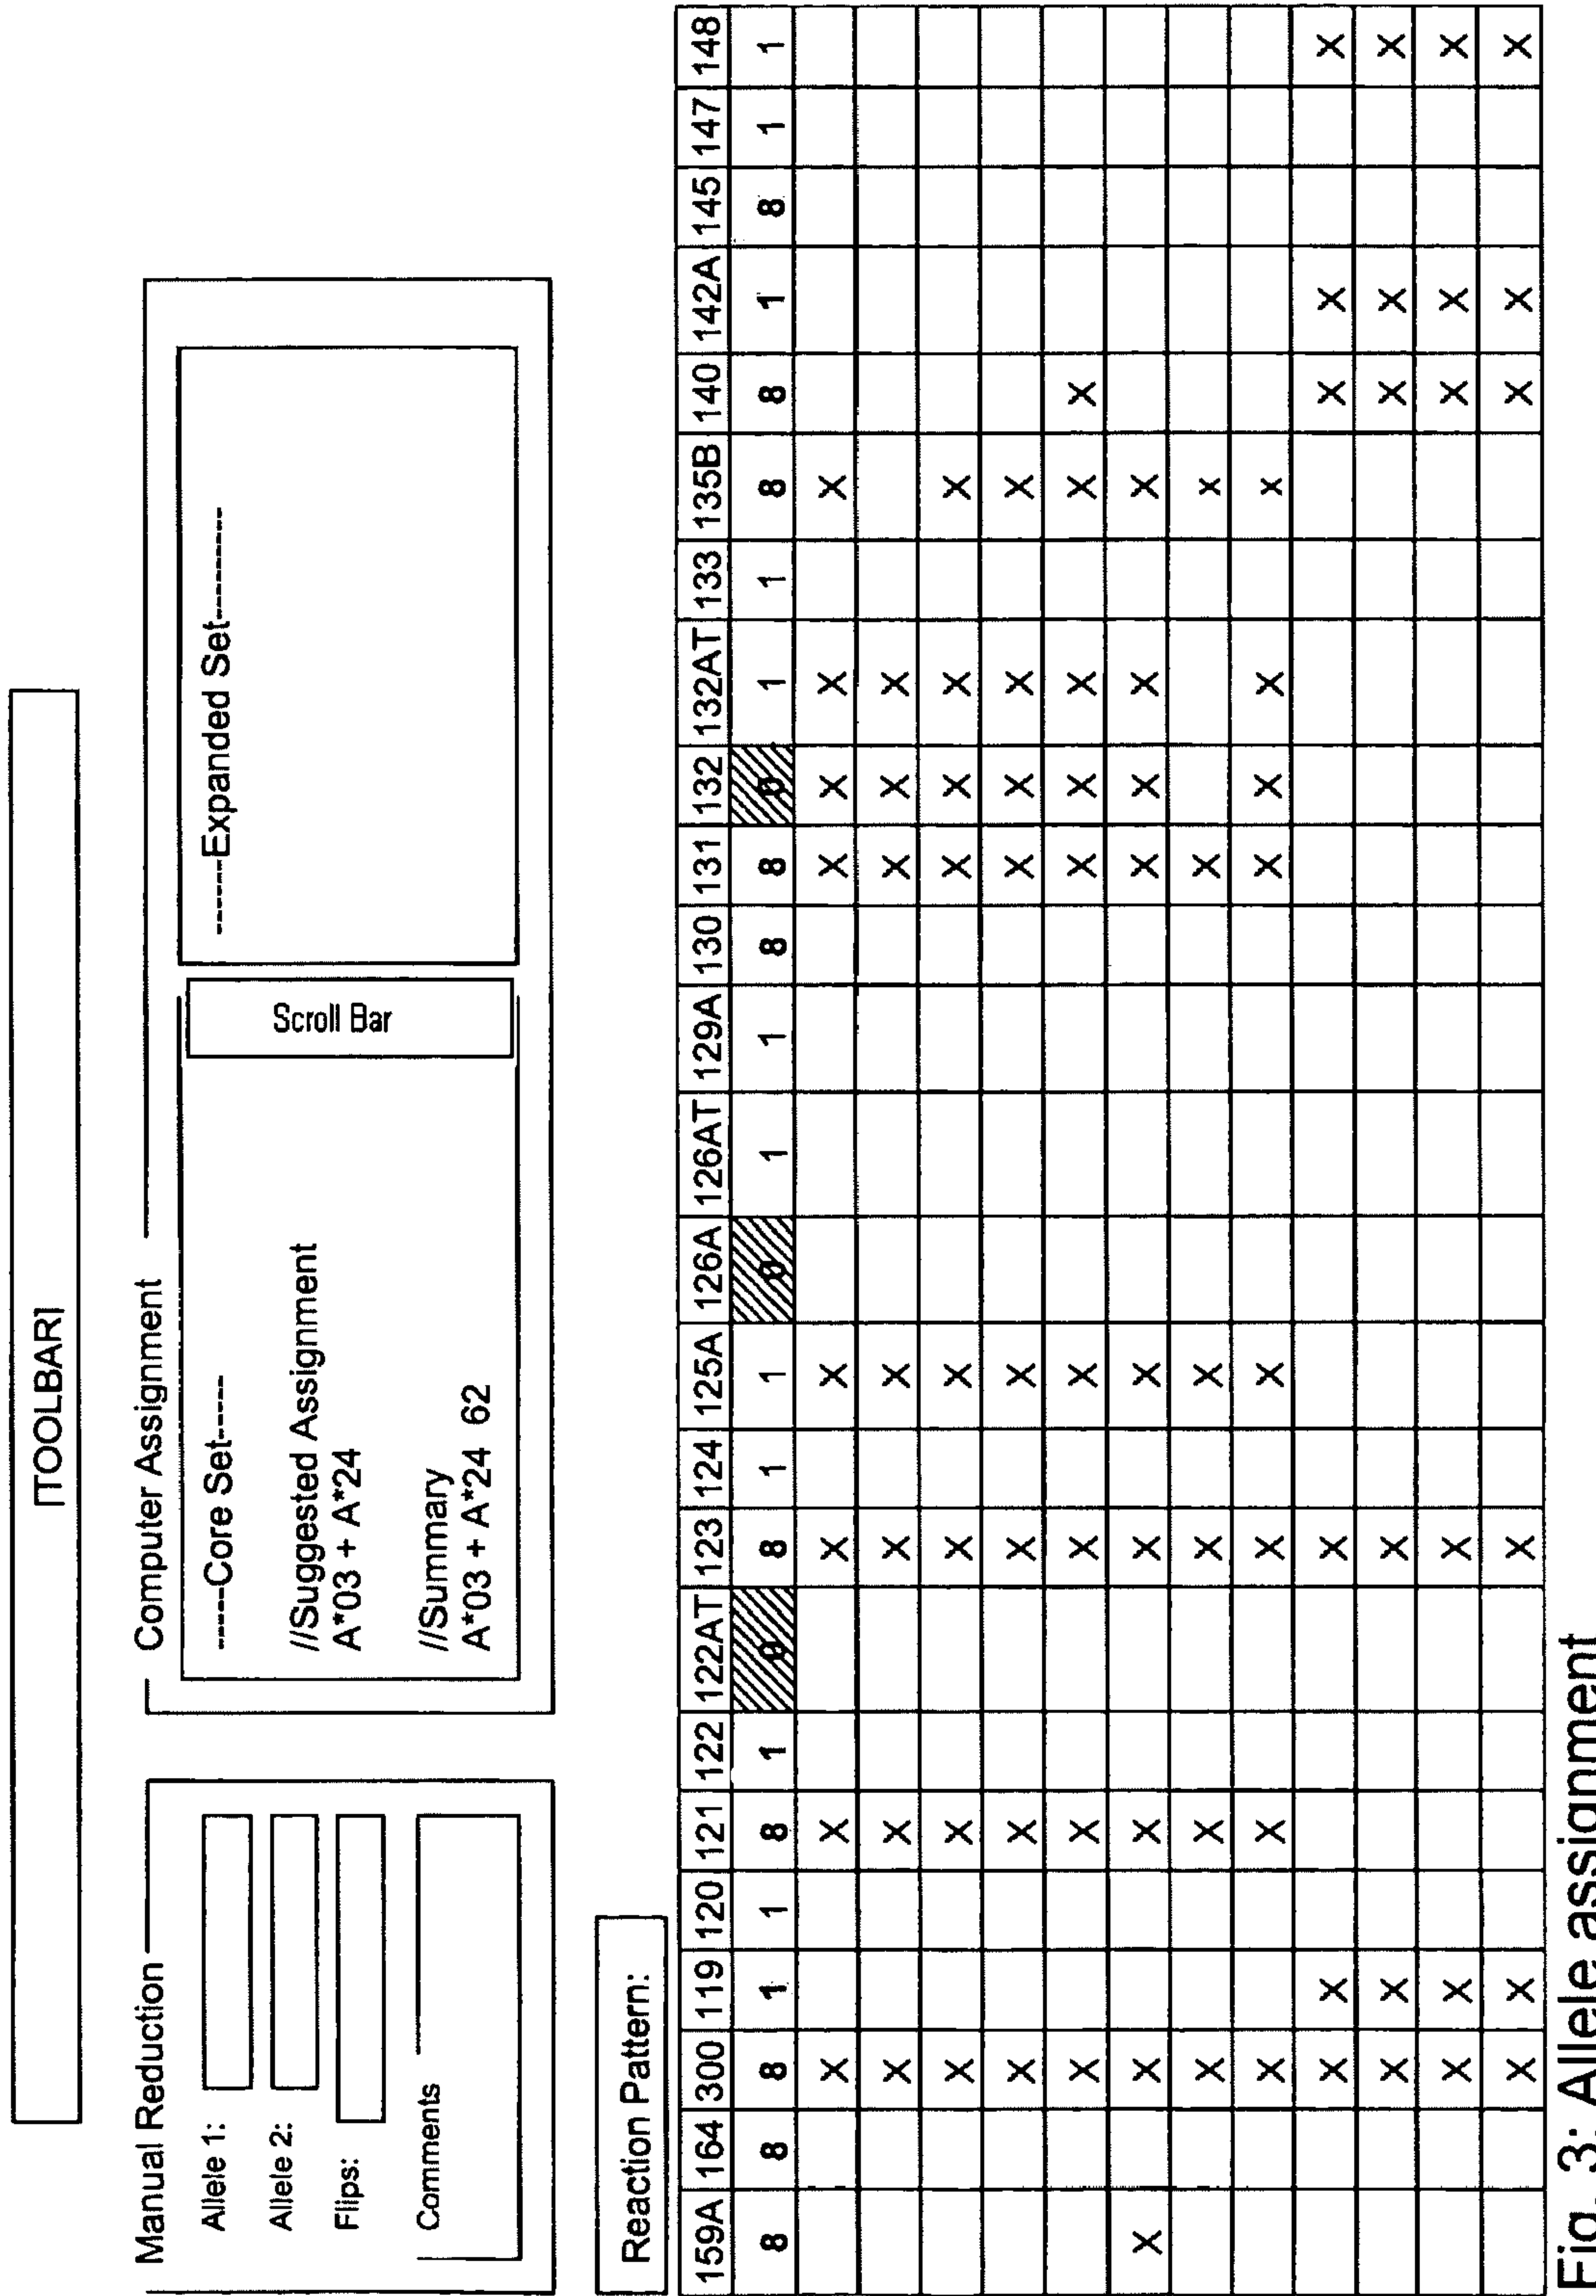 [TOOLBAR]
Manual Reduction
Allele 1:
Allele 2:
Flips:
Comments
Computer Assignment
-----Core Set-----
//Suggested Assignment
A*03 + A*24
//Summary
A*03 + A*24 62
Scroll Bar
------Expanded Set---------
Reaction Pattern:
159A 164 300 119 120 121 122 122AT 123 124 125A 126A 126AT 129A 130 131 132 132AT 133 135B 140 142A 145 147 148
8 8 8 1 1 8 1 0 8 1 1 0 1 1 8 8 0 1 1 8 8 1 8 1 1
X X X X X X X X
X X X X X X X
X X X X X X X X
X X X X X X X X
X X X X X X X X X
X X X X X X X X X
X X X X X x
X X X X X X X x
X X X X X X
X X X X X X
X X X X X X
X X X X X X
Fig. 3: Allele assignment